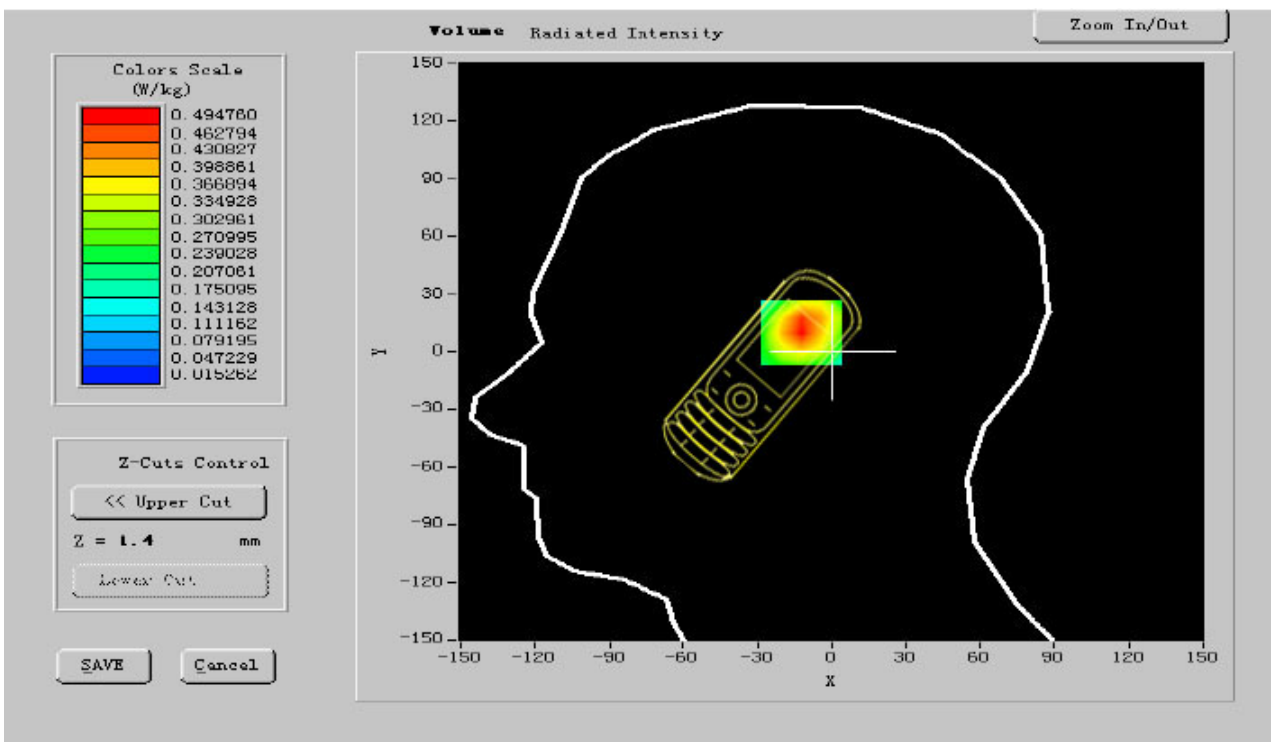 Volume Radiated Intensity
Zoom In/Out
Colors Scale
(W/kg)
0.494760
0.462794
0.430827
0.398861
0.366894
0.334928
0.302961
0.270995
0.239028
0.207061
0.175095
0.143128
0.111162
0.079195
0.047229
0.015262
Z-Cuts Control
<< Upper Cut
Z = 1.4 mm
Lower Cut
SAVE
Cancel
150
120
90
60
30
0
-30
-60
-90
-120
-150
Y
-150 -120 -90 -60 -30 0 30 60 90 120 150
X